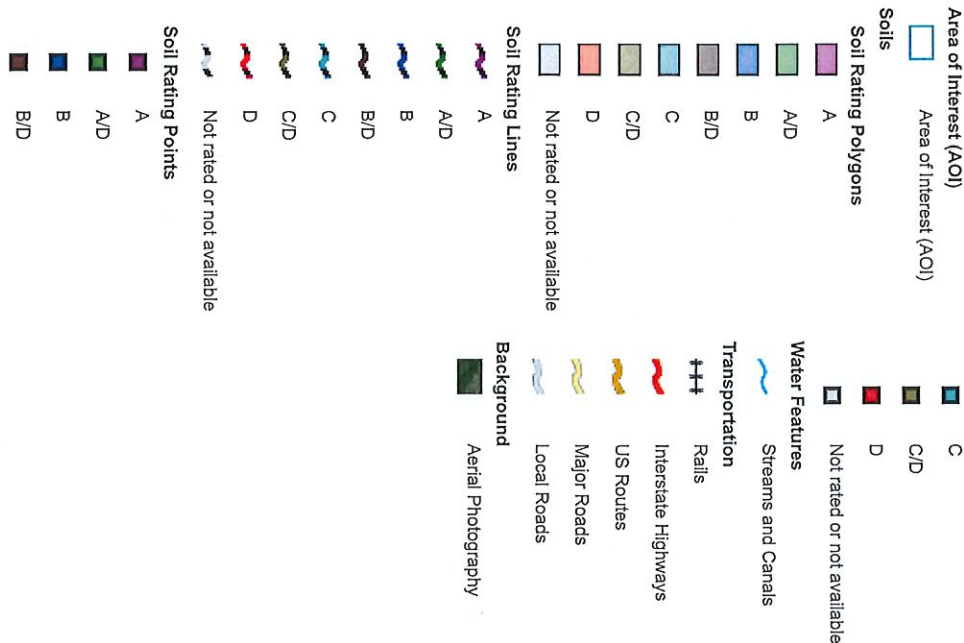 Area of Interest (AOI)
Area of Interest (AOI)
Soils
Soil Rating Polygons
A
A/D
B
B/D
C
C/D
D
Not rated or not available
Soil Rating Lines
A
A/D
B
B/D
C
C/D
D
Not rated or not available
Soil Rating Points
A
A/D
B
B/D
C
C/D
D
Not rated or not available
Water Features
Streams and Canals
Transportation
Rails
Interstate Highways
US Routes
Major Roads
Local Roads
Background
Aerial Photography